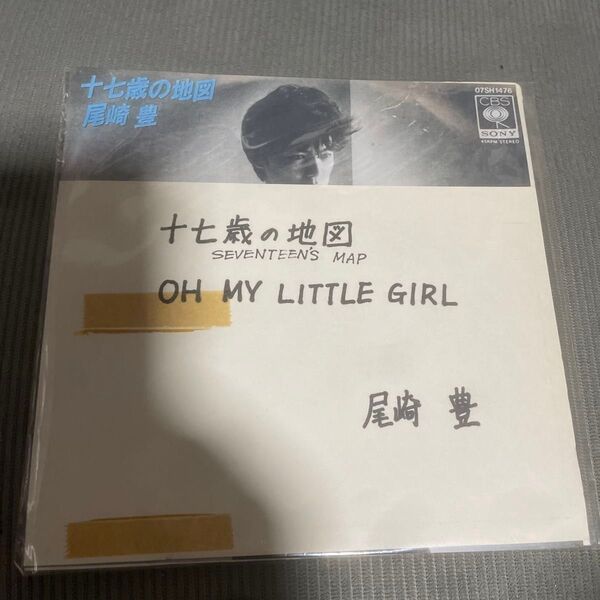 十七歳の地図
尾崎 豊
07SH1476
CBS
SONY
45RPM STEREO
十七歳の地図
SEVENTEEN'S MAP
OH MY LITTLE GIRL
尾崎 豊